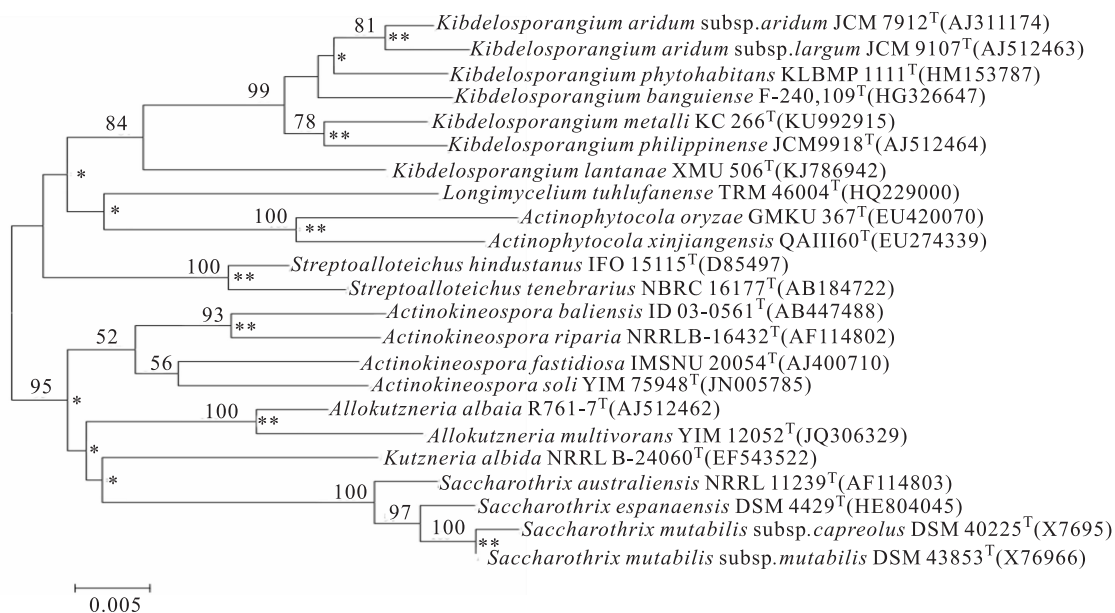 81 Kibdelosporangium aridum subsp.aridum JCM 7912T(AJ311174)
** Kibdelosporangium aridum subsp.largum JCM 9107T(AJ512463)
* Kibdelosporangium phytohabitans KLBMP 1111T(HM153787)
99 Kibdelosporangium banguiense F-240,109T(HG326647)
78 Kibdelosporangium metalli KC 266T(KU992915)
** Kibdelosporangium philippinense JCM9918T(AJ512464)
84
Kibdelosporangium lantanae XMU 506T(KJ786942)
* Longimycelium tuhlufanense TRM 46004T(HQ229000)
* 100 Actinophytocola oryzae GMKU 367T(EU420070)
** Actinophytocola xinjiangensis QAIII60T(EU274339)
100 Streptoalloteichus hindustanus IFO 15115T(D85497)
** Streptoalloteichus tenebrarius NBRC 16177T(AB184722)
93 Actinokineospora baliensis ID 03-0561T(AB447488)
52 ** Actinokineospora riparia NRRLB-16432T(AF114802)
56 Actinokineospora fastidiosa IMSNU 20054T(AJ400710)
95 Actinokineospora soli YIM 75948T(JN005785)
* 100 Allokutzneria albaia R761-7T(AJ512462)
** Allokutzneria multivorans YIM 12052T(JQ306329)
* Kutzneria albida NRRL B-24060T(EF543522)
* 100 Saccharothrix australiensis NRRL 11239T(AF114803)
97 Saccharothrix espanaensis DSM 4429T(HE804045)
100 Saccharothrix mutabilis subsp.capreolus DSM 40225T(X7695)
** Saccharothrix mutabilis subsp.mutabilis DSM 43853T(X76966)
0.005